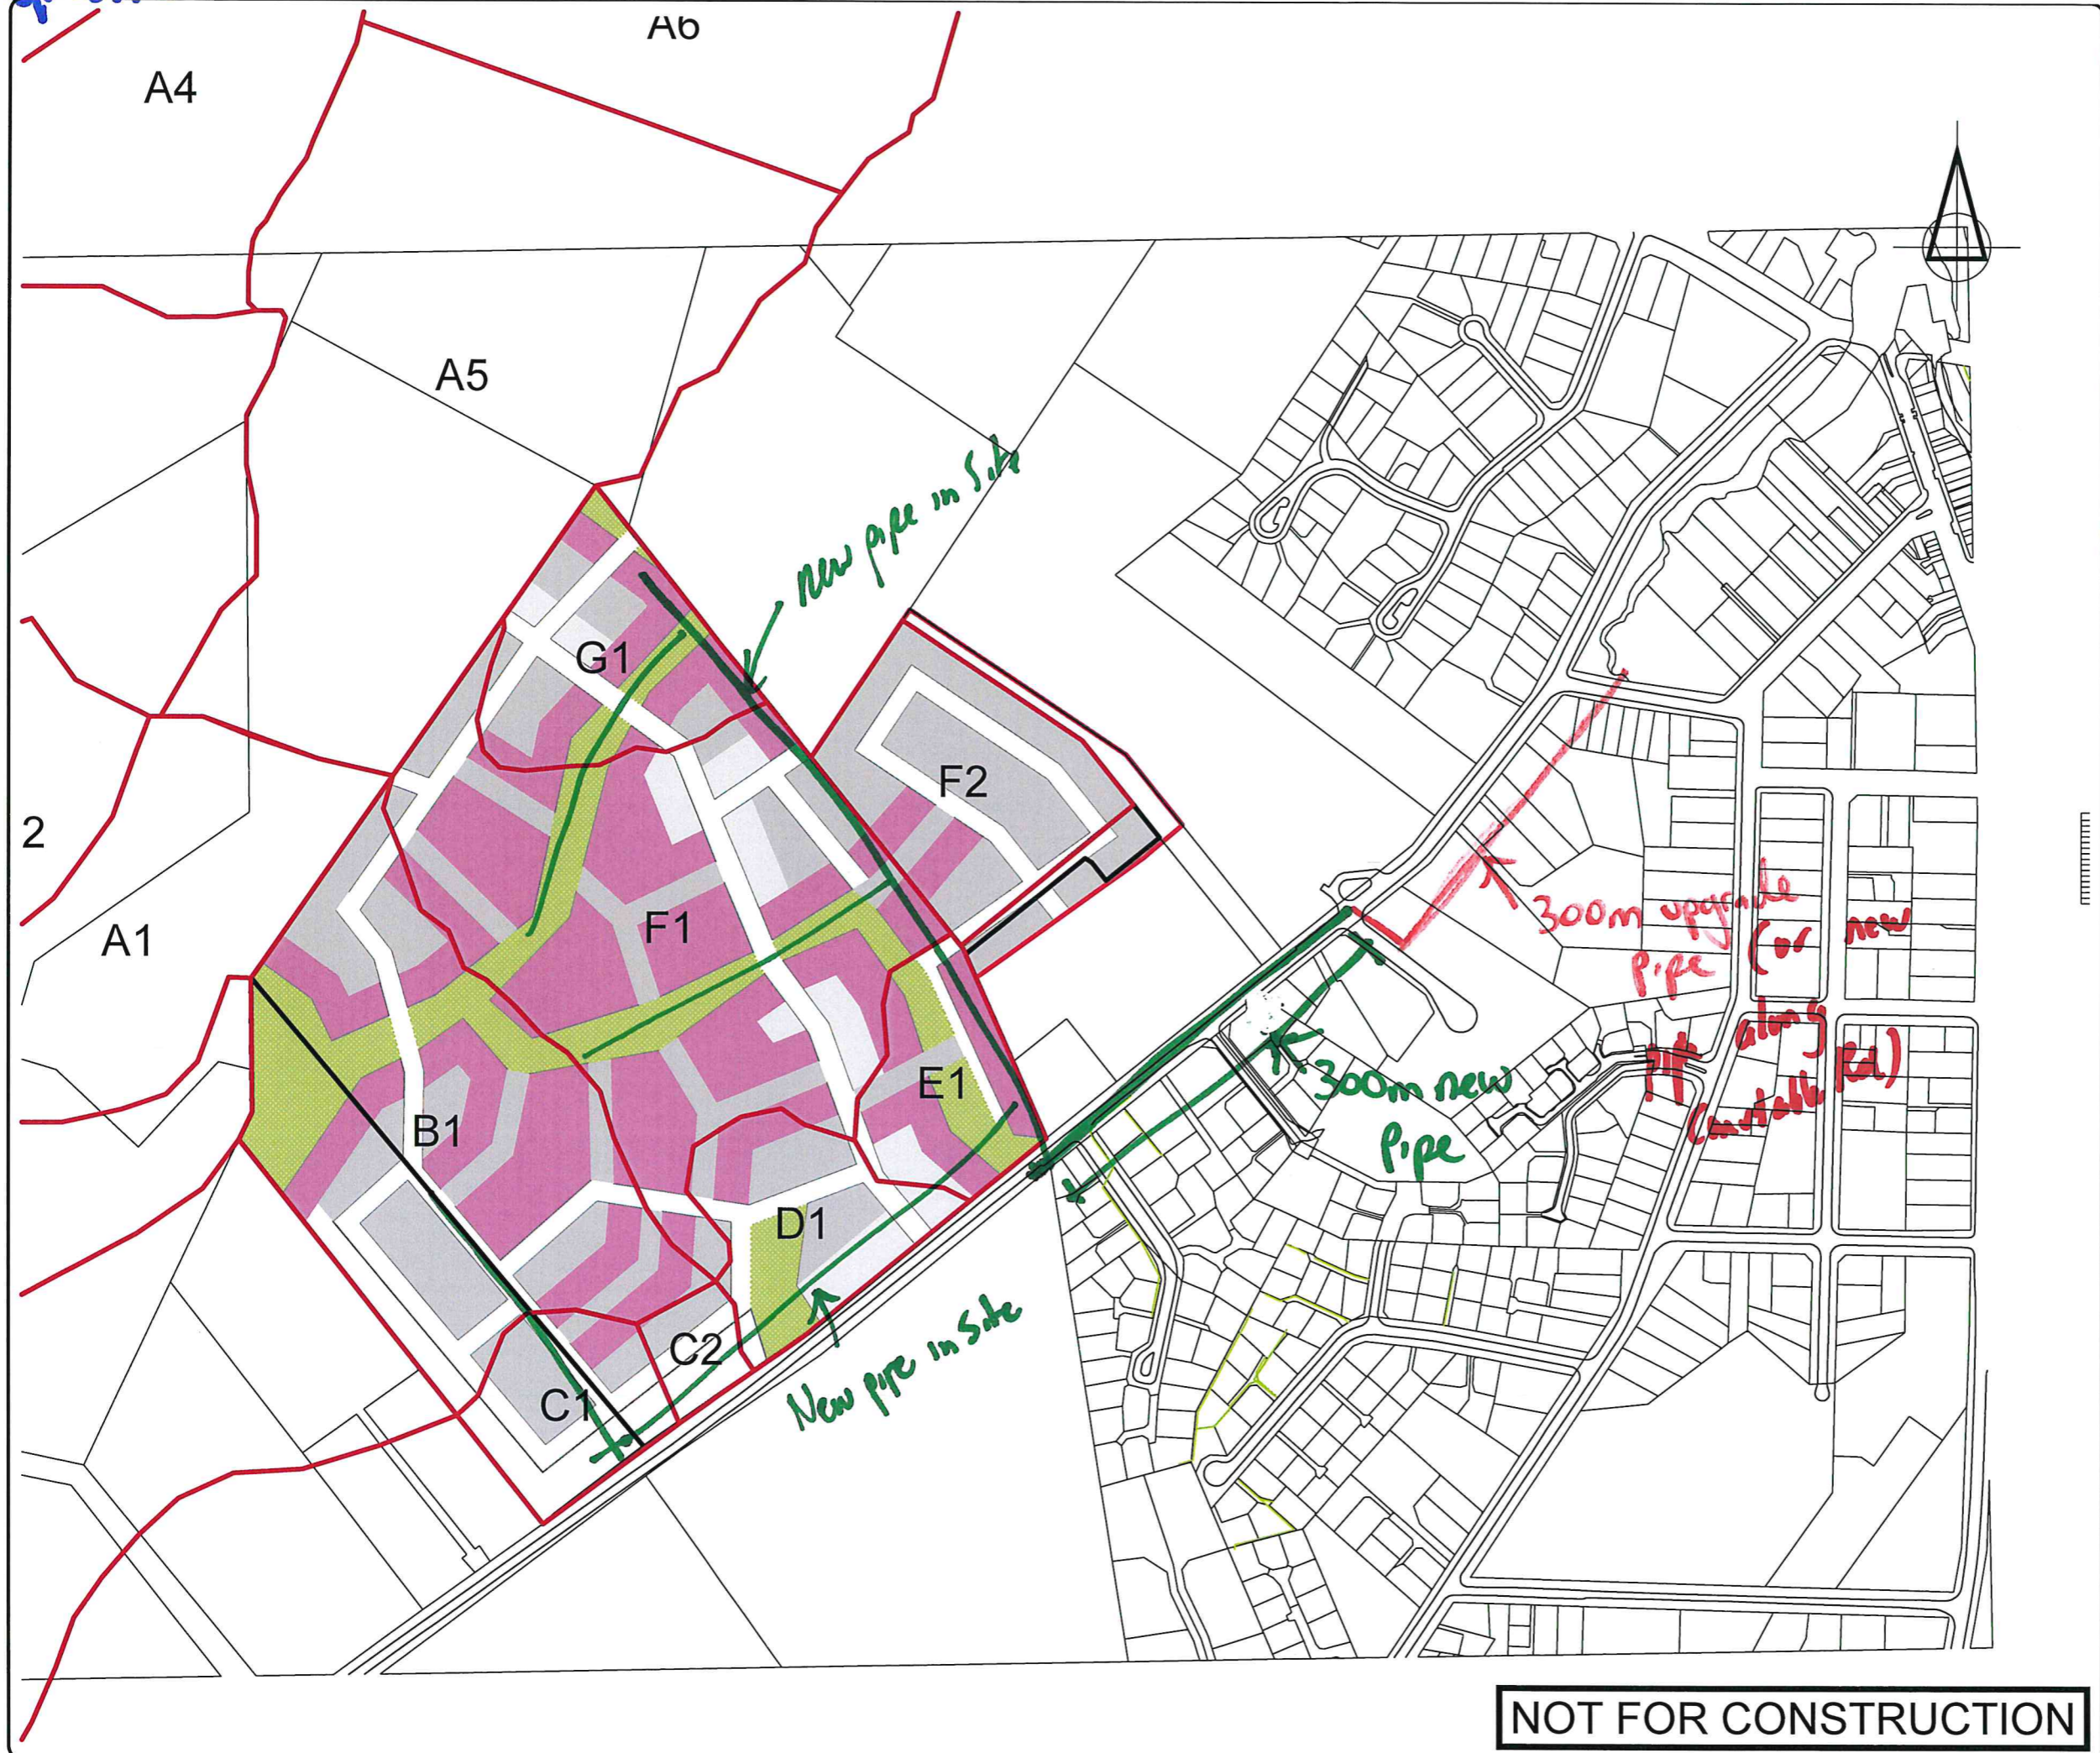 A6
A4
A5
new pipe in Site
G1
F2
2
A1
F1
300m upgrade
pipe (or new
pipe along
Constable Rd.)
E1
300m new
Pipe
B1
D1
C2
C1
New pipe in Site
NOT FOR CONSTRUCTION